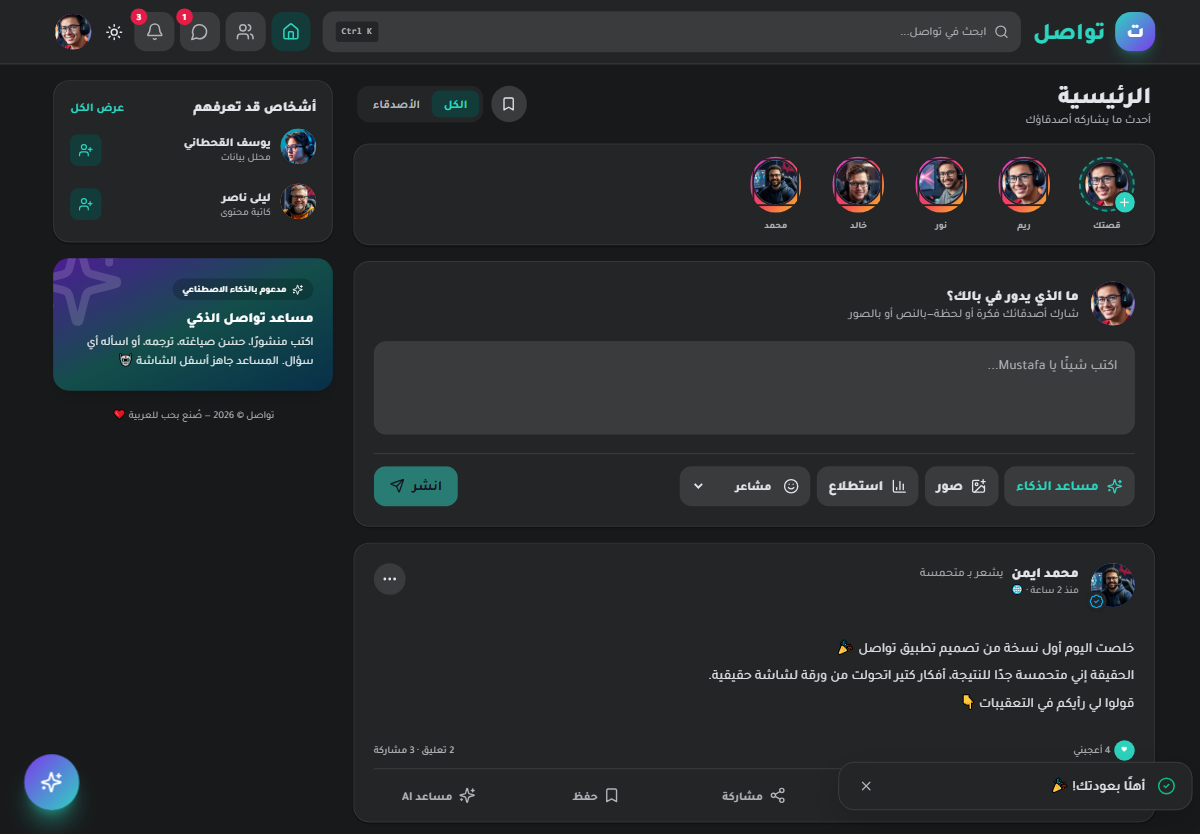 ت
تواصل
ابحث في تواصل...
Ctrl K
1
3
الرئيسية
أحدث ما يشاركه أصدقاؤك
الكل
الأصدقاء
قصتك
ريم
نور
خالد
محمد
ما الذي يدور في بالك؟
شارك أصدقائك فكرة أو لحظة—بالنص أو بالصور
اكتب شيئًا يا Mustafa...
مساعد الذكاء
صور
استطلاع
مشاعر
انشر
محمد ايمن يشعر بـ متحمسة
منذ 2 ساعة ·
خلصت اليوم أول نسخة من تصميم تطبيق تواصل 🎉
الحقيقة إني متحمسة جدًا للنتيجة، أفكار كتير اتحولت من ورقة لشاشة حقيقية.
قولوا لي رأيكم في التعقيبات 👇
4 أعجبني
2 تعليق · 3 مشاركة
مشاركة
حفظ
مساعد AI
أهلًا بعودتك! 🎉
أشخاص قد تعرفهم
عرض الكل
يوسف القحطاني
محلل بيانات
ليلى ناصر
كاتبة محتوى
مدعوم بالذكاء الاصطناعي
مساعد تواصل الذكي
اكتب منشورًا، حسّن صياغته، ترجمه، أو اسأله أي
سؤال. المساعد جاهز أسفل الشاشة
تواصل © 2026 — صُنع بحب للعربية ❤️